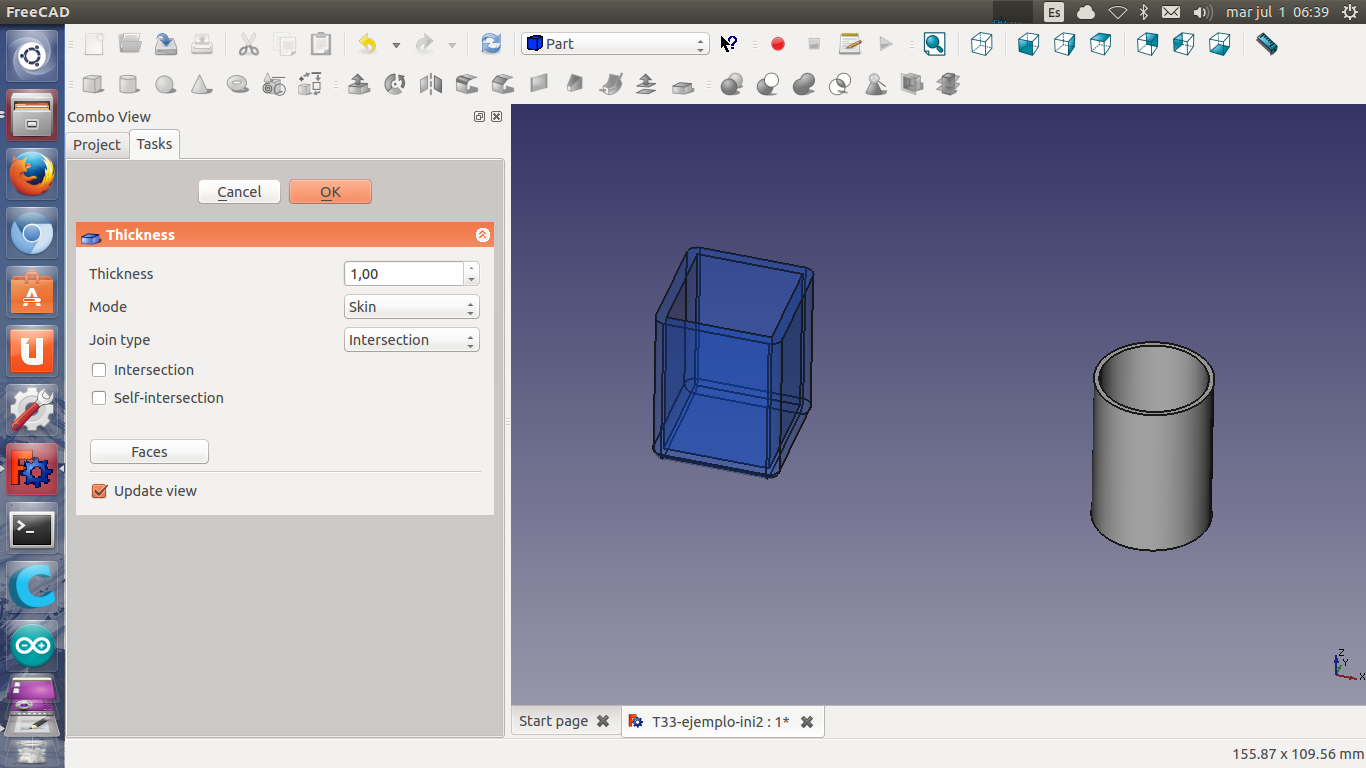 FreeCAD
Es
mar jul 1 06:39
Part
Combo View
Project
Tasks
Cancel
OK
Thickness
Thickness
1,00
Mode
Skin
Join type
Intersection
Intersection
Self-intersection
Faces
Update view
Z
Y
X
Start page
T33-ejemplo-ini2 : 1*
155.87 x 109.56 mm